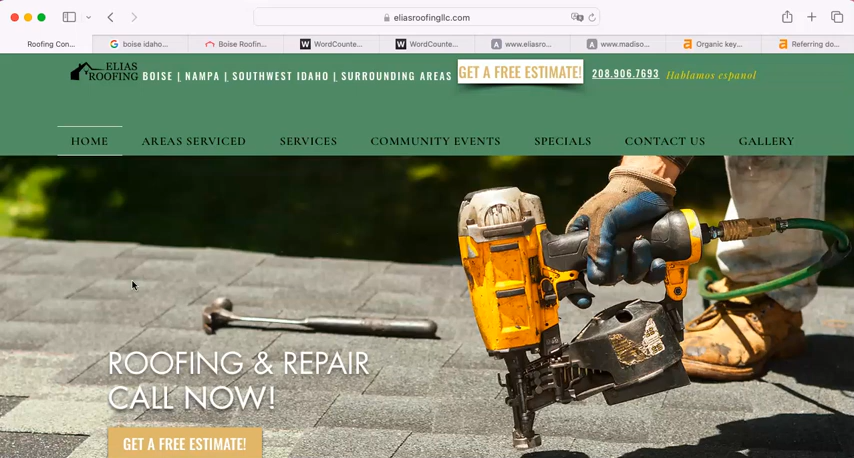 eliasroofingllc.com
Roofing Con...
boise idaho...
Boise Roofin...
WordCounte...
WordCounte...
www.eliasro...
www.madiso...
Organic key...
Referring do...
ELIAS
ROOFING
BOISE | NAMPA | SOUTHWEST IDAHO | SURROUNDING AREAS
GET A FREE ESTIMATE!
208.906.7693
Hablamos espanol
HOME
AREAS SERVICED
SERVICES
COMMUNITY EVENTS
SPECIALS
CONTACT US
GALLERY
ROOFING & REPAIR
CALL NOW!
GET A FREE ESTIMATE!